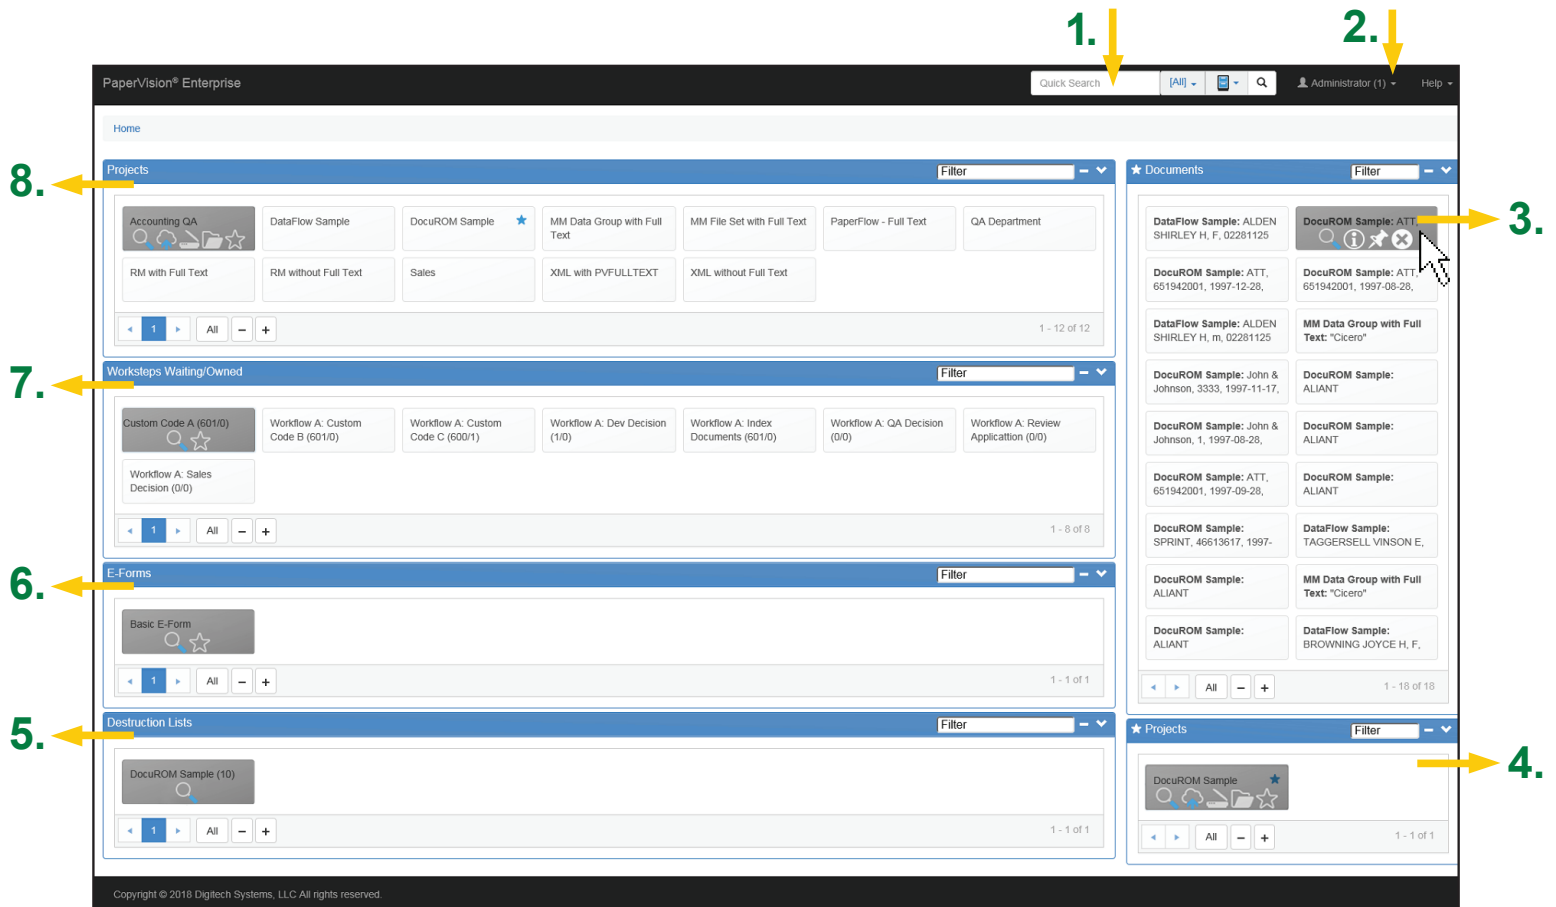 1.
2.
PaperVision® Enterprise
Quick Search
[All]
Administrator (1)
Help
Home
8.
Projects
Filter
Accounting QA
DataFlow Sample
DocuROM Sample
MM Data Group with Full
Text
MM File Set with Full Text
PaperFlow - Full Text
QA Department
RM with Full Text
RM without Full Text
Sales
XML with PVFULLTEXT
XML without Full Text
1
All
1 - 12 of 12
7.
Worksteps Waiting/Owned
Filter
Custom Code A (601/0)
Workflow A: Custom
Code B (601/0)
Workflow A: Custom
Code C (600/1)
Workflow A: Dev Decision
(1/0)
Workflow A: Index
Documents (601/0)
Workflow A: QA Decision
(0/0)
Workflow A: Review
Applicattion (0/0)
Workflow A: Sales
Decision (0/0)
1
All
1 - 8 of 8
6.
E-Forms
Filter
Basic E-Form
1
All
1 - 1 of 1
5.
Destruction Lists
Filter
DocuROM Sample (10)
1
All
1 - 1 of 1
Documents
Filter
3.
DataFlow Sample: ALDEN
SHIRLEY H, F, 02281125
DocuROM Sample: ATT,
DocuROM Sample: ATT,
651942001, 1997-12-28,
DocuROM Sample: ATT,
651942001, 1997-08-28,
DataFlow Sample: ALDEN
SHIRLEY H, m, 02281125
MM Data Group with Full
Text: "Cicero"
DocuROM Sample: John &
Johnson, 3333, 1997-11-17,
DocuROM Sample:
ALIANT
DocuROM Sample: John &
Johnson, 1, 1997-08-28,
DocuROM Sample:
ALIANT
DocuROM Sample: ATT,
651942001, 1997-09-28,
DocuROM Sample:
ALIANT
DocuROM Sample:
SPRINT, 46613617, 1997-
DataFlow Sample:
TAGGERSELL VINSON E,
DocuROM Sample:
ALIANT
MM Data Group with Full
Text: "Cicero"
DocuROM Sample:
ALIANT
DataFlow Sample:
BROWNING JOYCE H, F,
All
1 - 18 of 18
Projects
Filter
4.
DocuROM Sample
All
1 - 1 of 1
Copyright © 2018 Digitech Systems, LLC All rights reserved.